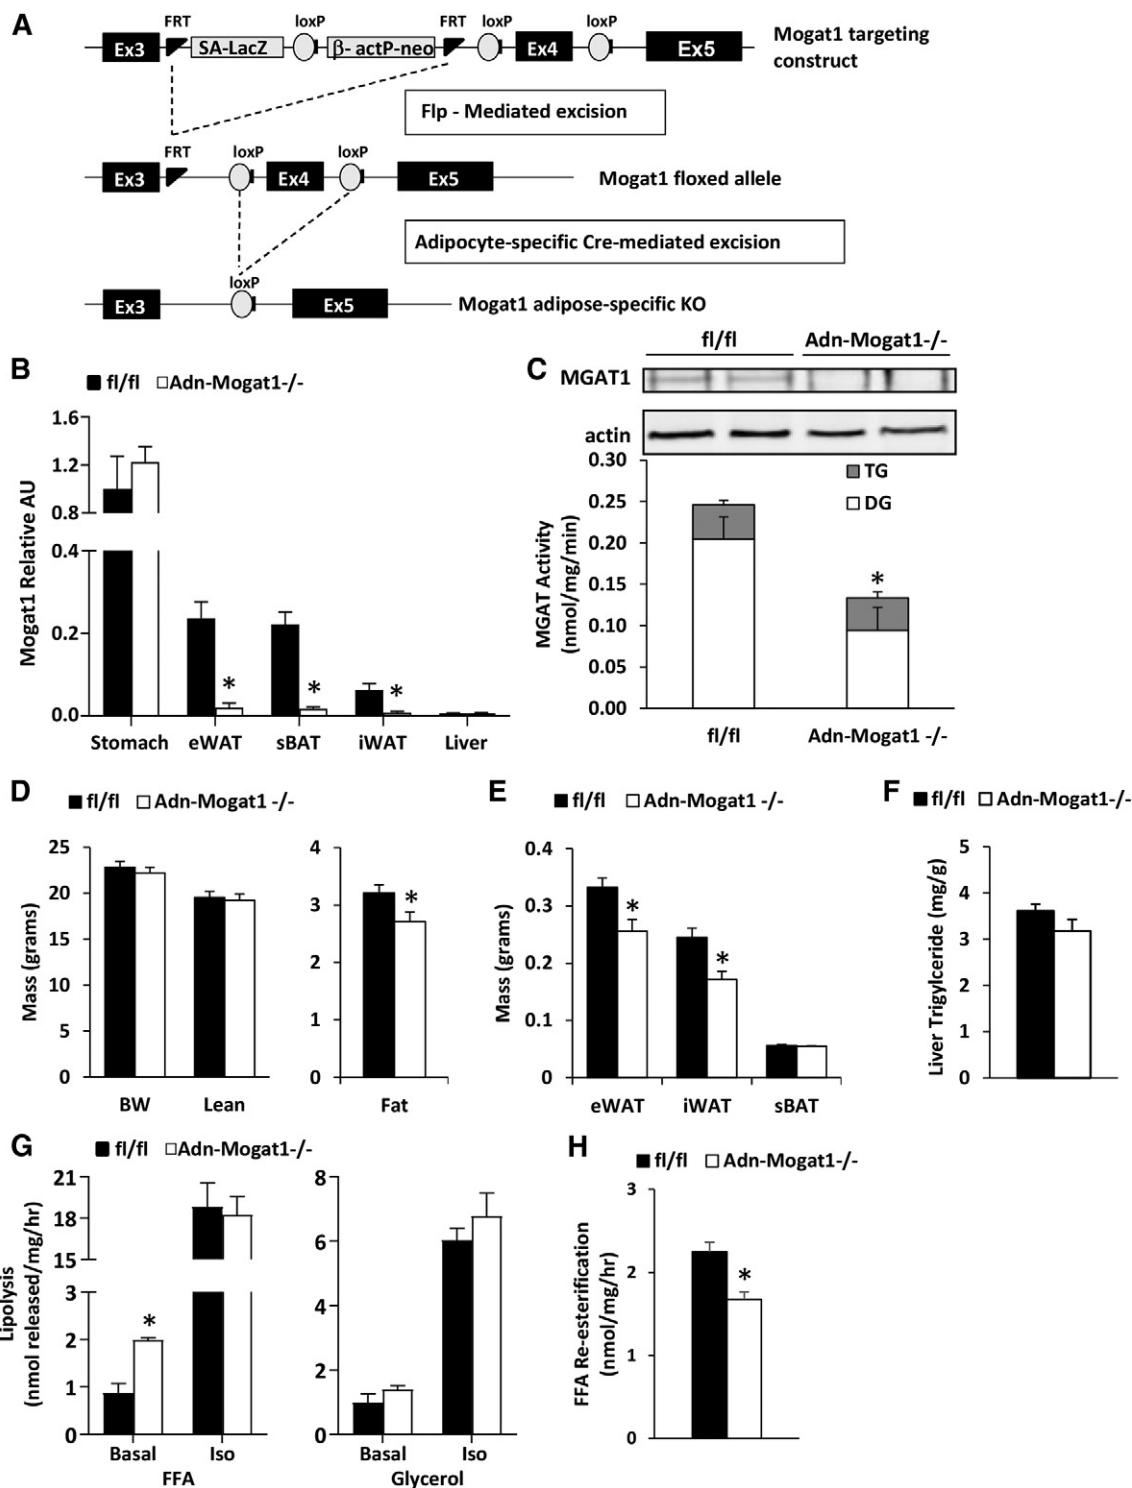 A
FRT
loxP
FRT
loxP
loxP
Ex3
SA-LacZ
β- actP-neo
Ex4
Ex5
Mogat1 targeting
construct
Flp - Mediated excision
FRT
loxP
loxP
Ex3
Ex4
Ex5
Mogat1 floxed allele
Adipocyte-specific Cre-mediated excision
loxP
Ex3
Ex5
Mogat1 adipose-specific KO
B
fl/fl
Adn-Mogat1-/-
Mogat1 Relative AU
1.6
1.2
0.8
0.4
0.2
0.0
*
*
*
Stomach
eWAT
sBAT
iWAT
Liver
C
fl/fl
Adn-Mogat1-/-
MGAT1
actin
MGAT Activity
(nmol/mg/min)
0.30
0.25
0.20
0.15
0.10
0.05
0.00
TG
DG
*
fl/fl
Adn-Mogat1 -/-
D
fl/fl
Adn-Mogat1 -/-
Mass (grams)
25
20
15
10
5
0
BW
Lean
4
3
2
1
0
*
Fat
E
fl/fl
Adn-Mogat1 -/-
Mass (grams)
0.4
0.3
0.2
0.1
0
*
*
eWAT
iWAT
sBAT
F
fl/fl
Adn-Mogat1-/-
Liver Trigylceride (mg/g)
5
4
3
2
1
0
G
fl/fl
Adn-Mogat1-/-
Lipolysis
(nmol released/mg/hr)
21
18
15
3
2
1
0
*
Basal
Iso
FFA
8
6
4
2
0
Basal
Iso
Glycerol
H
fl/fl
Adn-Mogat1-/-
FFA Re-esterification
(nmol/mg/hr)
3
2
1
0
*